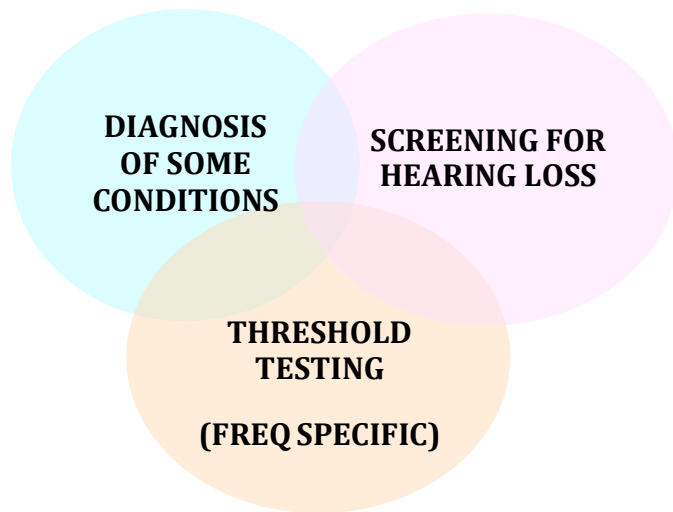 DIAGNOSIS
OF SOME
CONDITIONS
SCREENING FOR
HEARING LOSS
THRESHOLD
TESTING
(FREQ SPECIFIC)